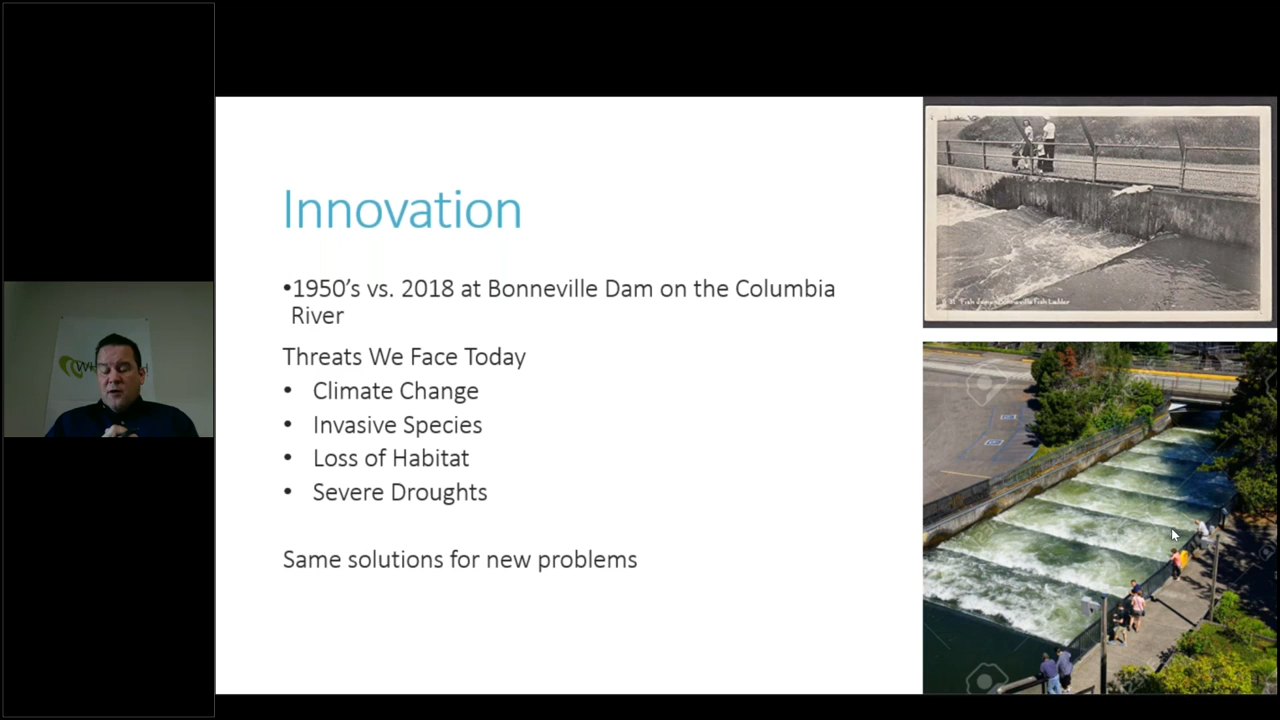 Innovation
•1950's vs. 2018 at Bonneville Dam on the Columbia
River
Threats We Face Today
• Climate Change
• Invasive Species
• Loss of Habitat
• Severe Droughts
Same solutions for new problems